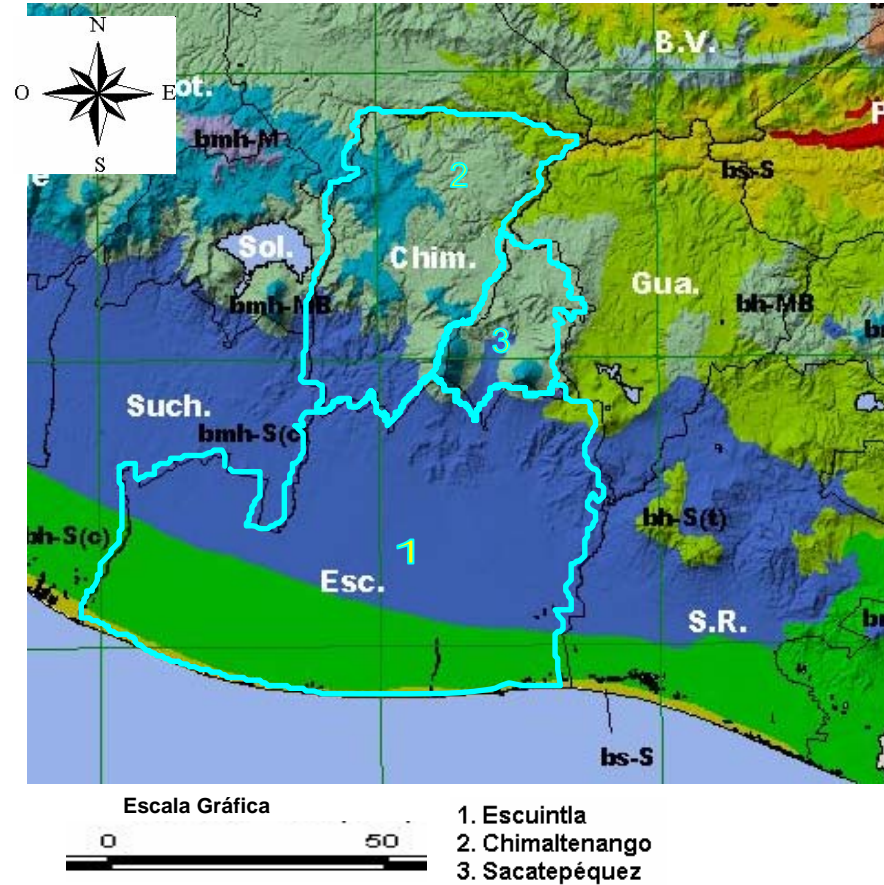 N
O E
S
ot.
B.V.
bmh-M
P
bs-S
e
2
Sol.
Chim.
Gua.
bh-MB
bmh-MB
3
Such.
bmh-S(c
bh-S(t)
bh-S(c)
1
Esc.
S.R.
bs-S
Escala Gráfica
0 50
1. Escuintla
2. Chimaltenango
3. Sacatepéquez